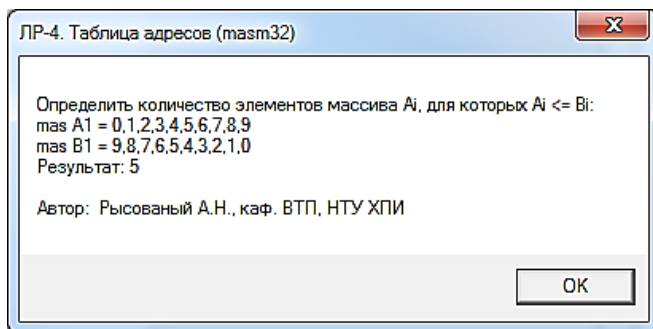 ЛР-4. Таблица адресов (masm32)
Определить количество элементов массива Ai, для которых Ai <= Bi:
mas A1 = 0,1,2,3,4,5,6,7,8,9
mas B1 = 9,8,7,6,5,4,3,2,1,0
Результат: 5
Автор: Рысованый А.Н., каф. ВТП, НТУ ХПИ
OK